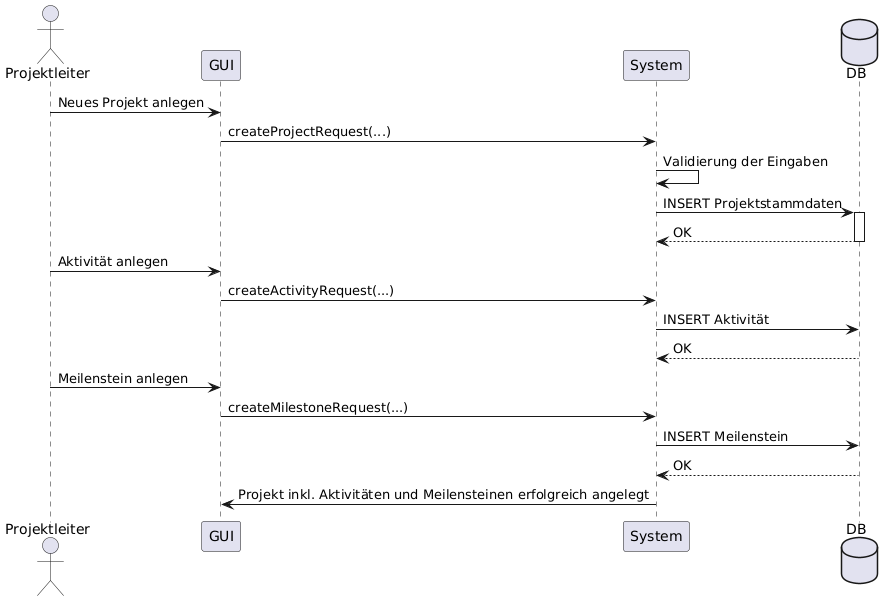 Projektleiter
GUI
System
DB
Neues Projekt anlegen
createProjectRequest(...)
Validierung der Eingaben
INSERT Projektstammdaten
OK
Aktivität anlegen
createActivityRequest(...)
INSERT Aktivität
OK
Meilenstein anlegen
createMilestoneRequest(...)
INSERT Meilenstein
OK
Projekt inkl. Aktivitäten und Meilensteinen erfolgreich angelegt
Projektleiter
GUI
System
DB